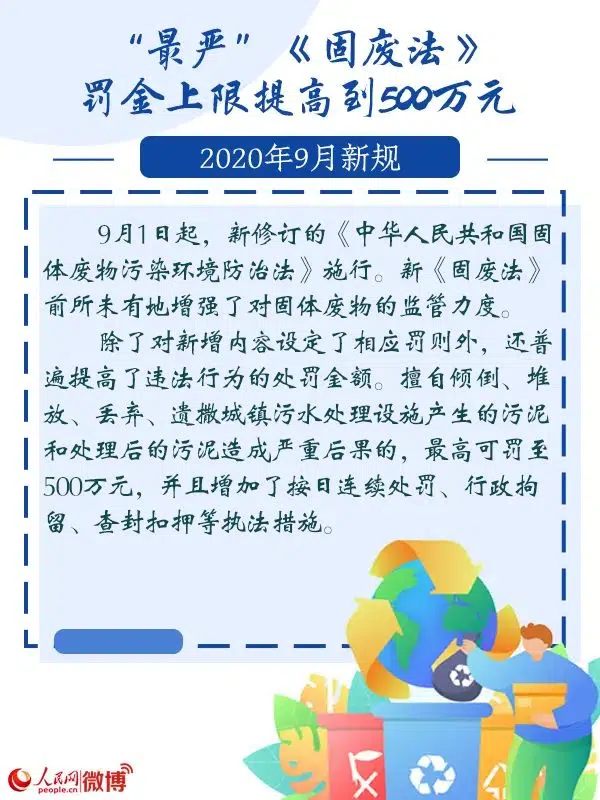 “最严”《固废法》
罚金上限提高到500万元
2020年9月新规
9月1日起，新修订的《中华人民共和国固
体废物污染环境防治法》施行。新《固废法》
前所未有地增强了对固体废物的监管力度。
除了对新增内容设定了相应罚则外，还普
遍提高了违法行为的处罚金额。擅自倾倒、堆
放、丢弃、遗撒城镇污水处理设施产生的污泥
和处理后的污泥造成严重后果的，最高可罚至
500万元，并且增加了按日连续处罚、行政拘
留、查封扣押等执法措施。
人民网 微博
people.cn